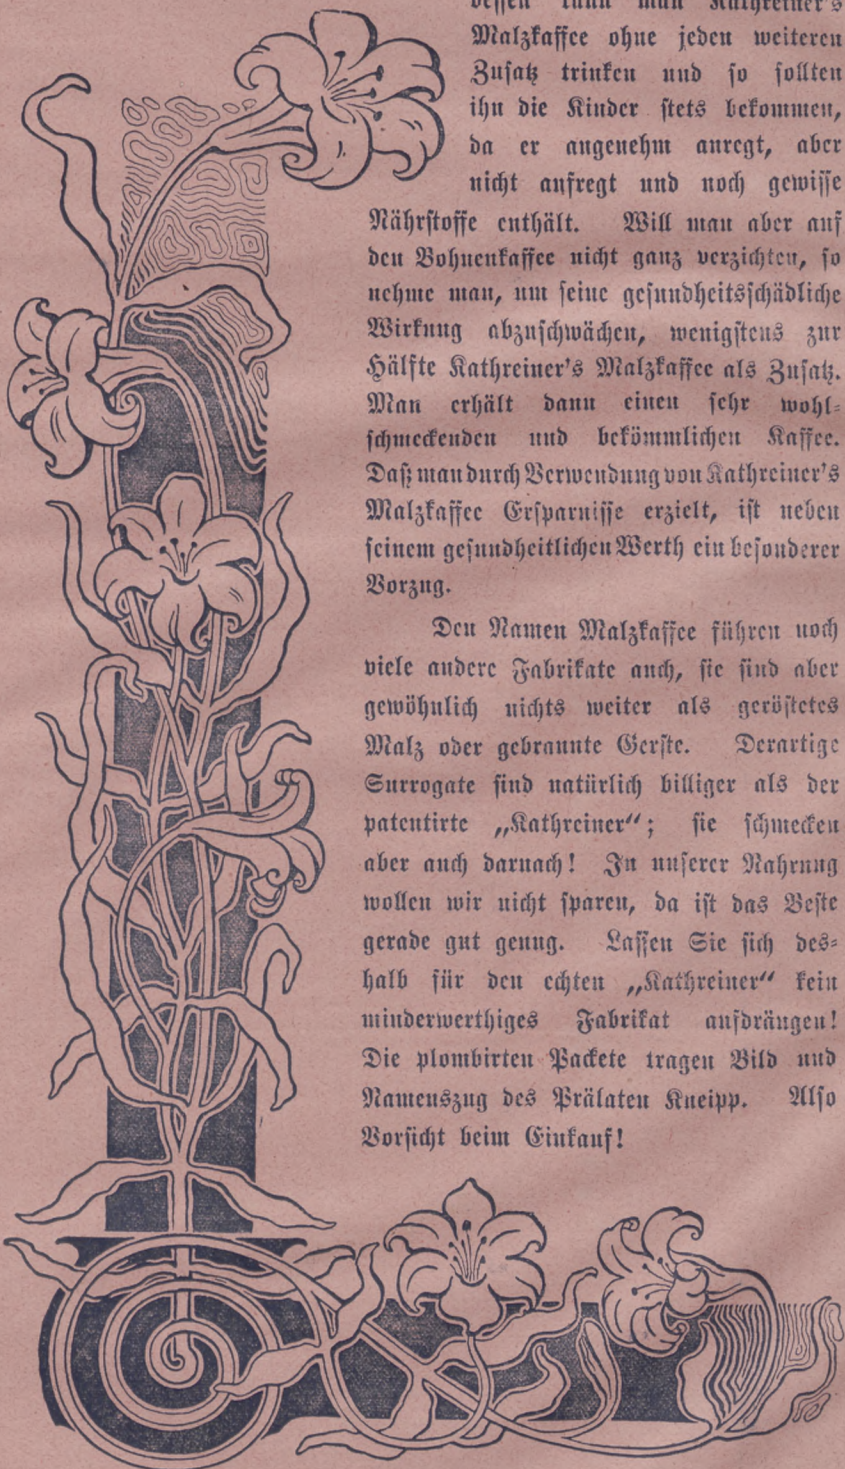 dessen kann man Kathreiner's
Malzkaffee ohne jeden weiteren
Zusatz trinken und so sollten
ihn die Kinder stets bekommen,
da er angenehm anregt, aber
nicht aufregt und noch gewisse
Nährstoffe enthält. Will man aber auf
den Bohnenkaffee nicht ganz verzichten, so
nehme man, um seine gesundheitsschädliche
Wirkung abzuschwächen, wenigstens zur
Hälfte Kathreiner's Malzkaffee als Zusatz.
Man erhält dann einen sehr wohl-
schmeckenden und bekömmlichen Kaffee.
Daß man durch Verwendung von Kathreiner's
Malzkaffee Ersparnisse erzielt, ist neben
seinem gesundheitlichen Werth ein besonderer
Vorzug.
Den Namen Malzkaffee führen noch
viele andere Fabrikate auch, sie sind aber
gewöhnlich nichts weiter als geröstetes
Malz oder gebrannte Gerste. Derartige
Surrogate sind natürlich billiger als der
patentirte „Kathreiner“; sie schmecken
aber auch darnach! In unserer Nahrung
wollen wir nicht sparen, da ist das Beste
gerade gut genug. Lassen Sie sich des-
halb für den echten „Kathreiner“ kein
minderwerthiges Fabrikat aufdrängen!
Die plombirten Packete tragen Bild und
Namenszug des Prälaten Kneipp. Also
Vorsicht beim Einkauf!